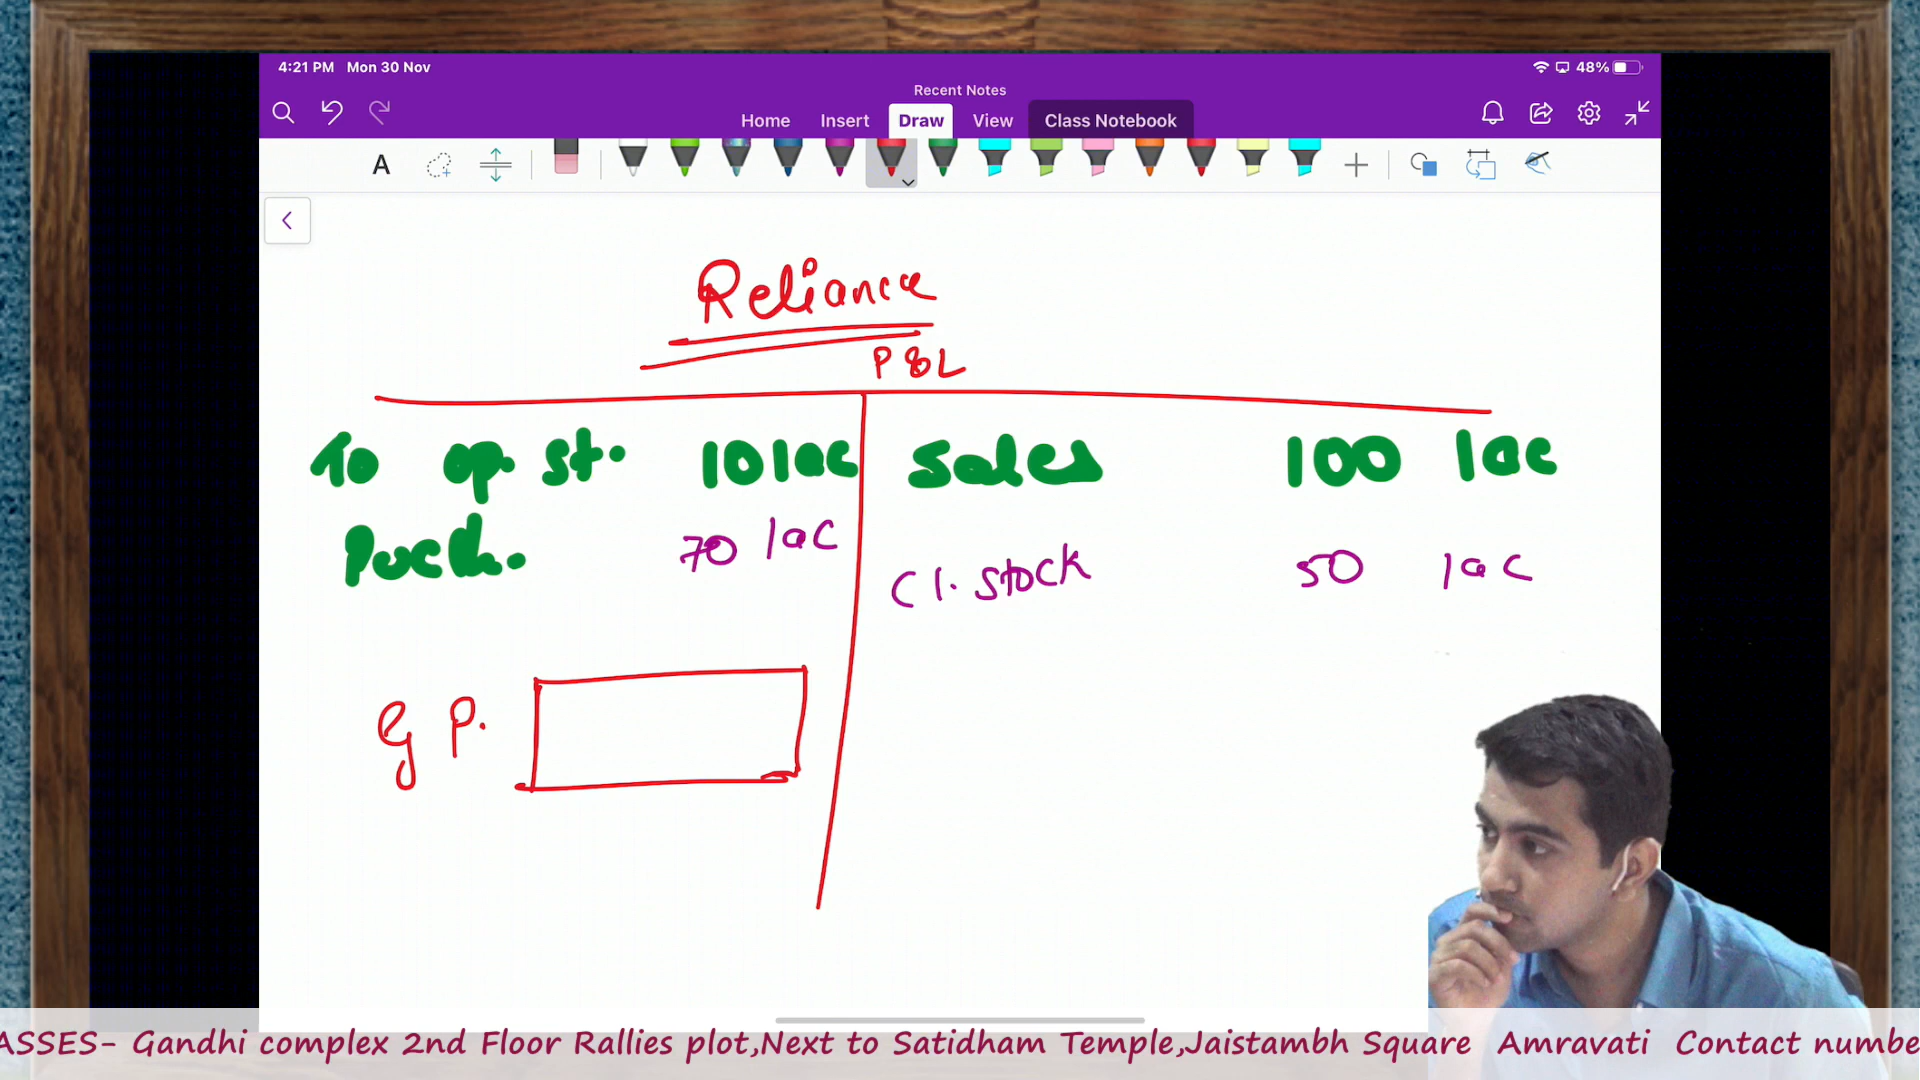 4:21 PM Mon 30 Nov
48%
Recent Notes
Home Insert Draw View Class Notebook
A
Reliance
P&L
To op. st. 10 lac Sales 100 lac
Purch. 70 lac Cl. Stock 50 lac
G P.
ASSES- Gandhi complex 2nd Floor Rallies plot,Next to Satidham Temple,Jaistambh Square Amravati Contact numbe